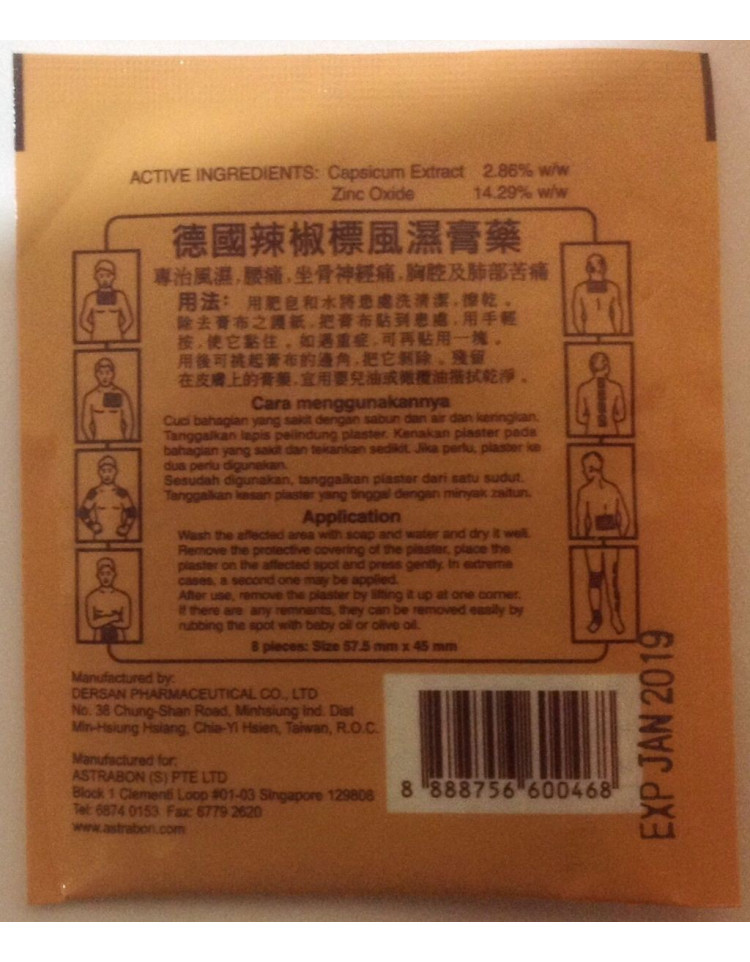 ACTIVE INGREDIENTS: Capsicum Extract 2.86% w/w
Zinc Oxide 14.29% w/w
德國辣椒標風濕膏藥
專治風濕，腰痛，坐骨神經痛，胸腔及肺部苦痛
用法： 用肥皂和水將患處洗清潔，擦乾。
除去膏布之護紙，把膏布貼到患處，用手輕
按，使它黏住。如遇重症，可再貼用一塊。
用後可挑起膏布的邊角，把它剝除。殘留
在皮膚上的膏藥，宜用嬰兒油或橄欖油揩拭乾淨。
Cara menggunakannya
Cuci bahagian yang sakit dengan sabun dan air dan keringkan.
Tanggalkan lapis pelindung plaster. Kenakan plaster pada
bahagian yang sakit dan tekankan sedikit. Jika perlu, plaster ke
dua perlu digunakan.
Sesudah digunakan, tanggalkan plaster dari satu sudut.
Tanggalkan kesan plaster yang tinggal dengan minyak zaitun.
Application
Wash the affected area with soap and water and dry it well.
Remove the protective covering of the plaster, place the
plaster on the affected spot and press gently. In extreme
cases, a second one may be applied.
After use, remove the plaster by lifting it up at one corner.
If there are any remnants, they can be removed easily by
rubbing the spot with baby oil or olive oil.
8 pieces: Size 57.5 mm x 45 mm
Manufactured by:
DERSAN PHARMACEUTICAL CO., LTD
No. 38 Chung-Shan Road, Minhsiung Ind. Dist
Min-Hsiung Hsiang, Chia-Yi Hsien, Taiwan, R.O.C.
Manufactured for:
ASTRABON (S) PTE LTD
Block 1 Clementi Loop #01-03 Singapore 129808
Tel: 6874 0153 Fax: 6779 2620
www.astrabon.com
8 888756 600468
EXP JAN 2019